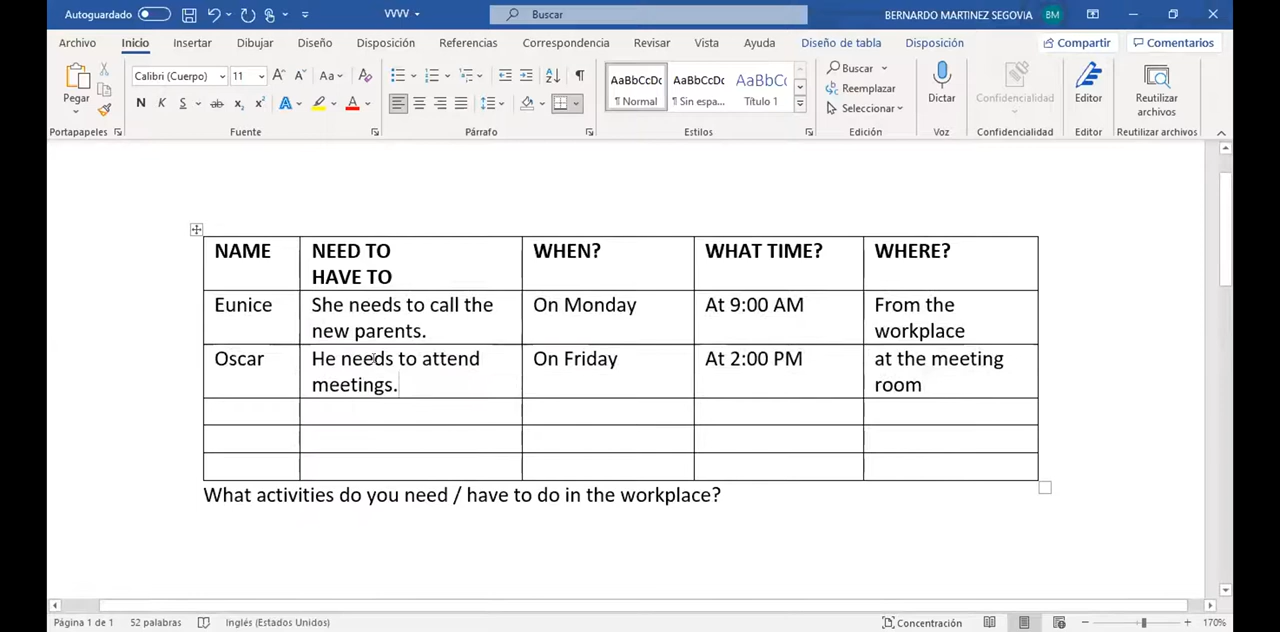 Autoguardado
VVVV
Buscar
BERNARDO MARTINEZ SEGOVIA BM
Archivo Inicio Insertar Dibujar Diseño Disposición Referencias Correspondencia Revisar Vista Ayuda Diseño de tabla Disposición Compartir Comentarios
Pegar
Calibri (Cuerpo) 11 Aa
N K S ab x₂ x² A A
AaBbCcDc AaBbCcDc AaBbC
¶ Normal ¶ Sin espa... Título 1
Buscar
Reemplazar
Seleccionar
Dictar
Confidencialidad
Editor
Reutilizar
archivos
Portapapeles Fuente Párrafo Estilos Edición Voz Confidencialidad Editor Reutilizar archivos
NAME NEED TO WHEN? WHAT TIME? WHERE?
HAVE TO
Eunice She needs to call the On Monday At 9:00 AM From the
new parents. workplace
Oscar He needs to attend On Friday At 2:00 PM at the meeting
meetings. room
What activities do you need / have to do in the workplace?
Página 1 de 1 52 palabras Inglés (Estados Unidos) Concentración 170%